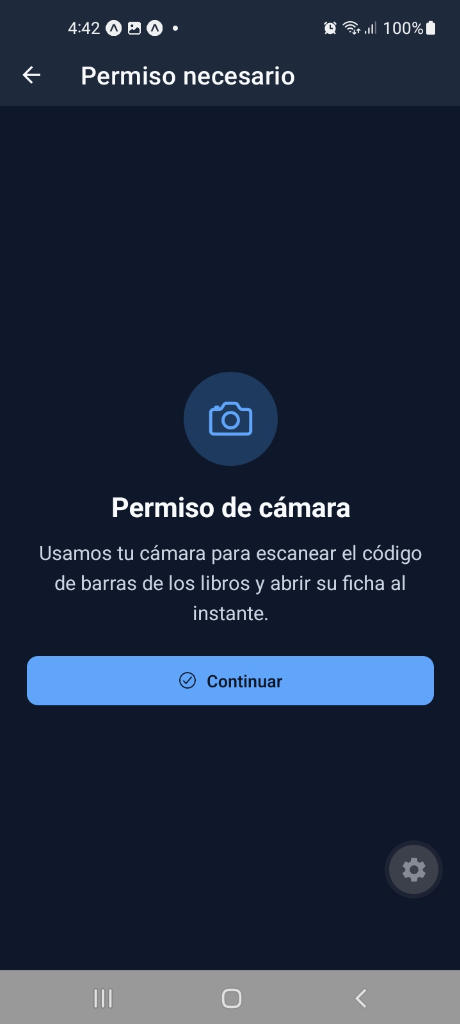 4:42
100%
Permiso necesario
Permiso de cámara
Usamos tu cámara para escanear el código
de barras de los libros y abrir su ficha al
instante.
Continuar